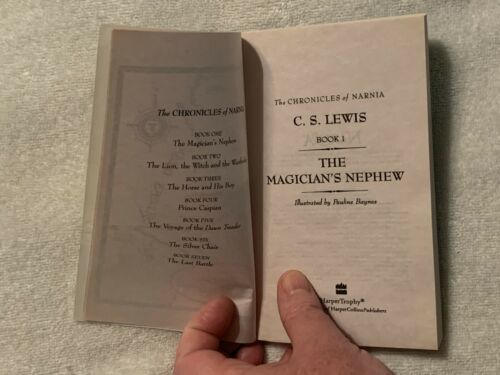 The CHRONICLES of NARNIA
BOOK ONE
The Magician's Nephew
BOOK TWO
The Lion, the Witch and the Wardrobe
BOOK THREE
The Horse and His Boy
BOOK FOUR
Prince Caspian
BOOK FIVE
The Voyage of the Dawn Treader
BOOK SIX
The Silver Chair
BOOK SEVEN
The Last Battle
The CHRONICLES of NARNIA
C. S. LEWIS
BOOK 1
THE
MAGICIAN'S NEPHEW
Illustrated by Pauline Baynes
HarperTrophy®
of HarperCollinsPublishers